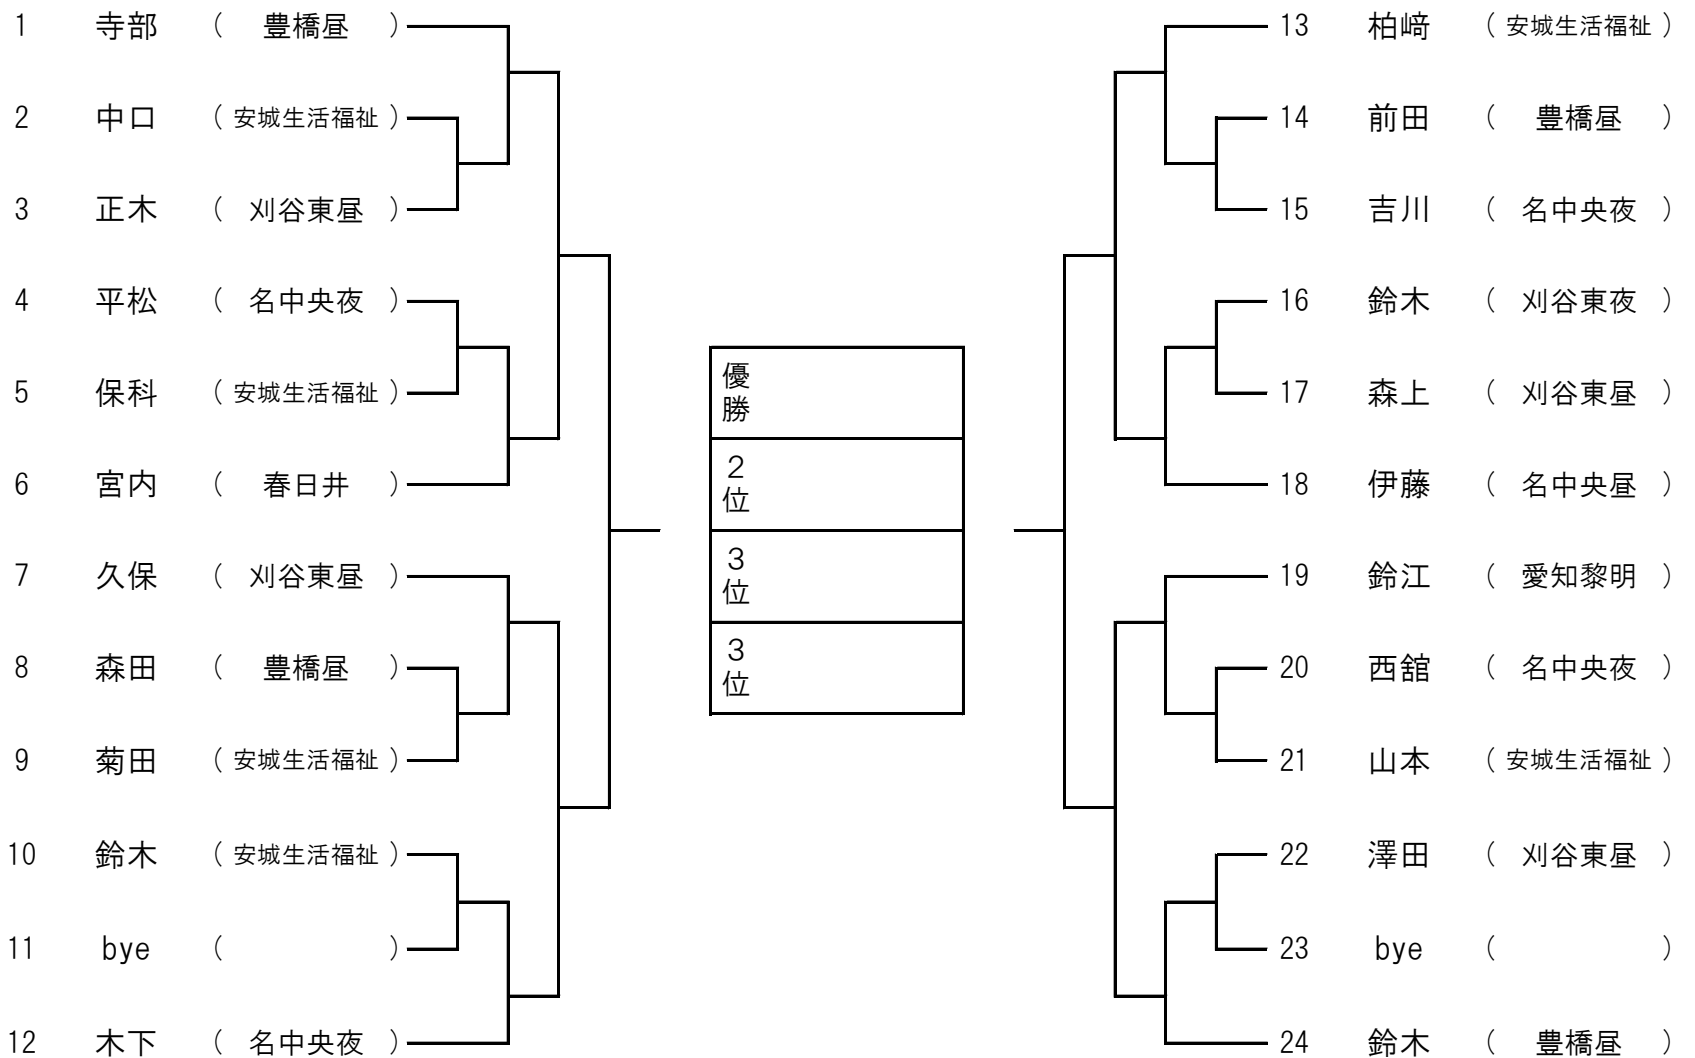 1 寺部 （ 豊橋昼 ）
2 中口 （ 安城生活福祉 ）
3 正木 （ 刈谷東昼 ）
4 平松 （ 名中央夜 ）
5 保科 （ 安城生活福祉 ）
6 宮内 （ 春日井 ）
7 久保 （ 刈谷東昼 ）
8 森田 （ 豊橋昼 ）
9 菊田 （ 安城生活福祉 ）
10 鈴木 （ 安城生活福祉 ）
11 bye （ ）
12 木下 （ 名中央夜 ）
優勝
２位
３位
３位
13 柏﨑 （ 安城生活福祉 ）
14 前田 （ 豊橋昼 ）
15 吉川 （ 名中央夜 ）
16 鈴木 （ 刈谷東夜 ）
17 森上 （ 刈谷東昼 ）
18 伊藤 （ 名中央昼 ）
19 鈴江 （ 愛知黎明 ）
20 西舘 （ 名中央夜 ）
21 山本 （ 安城生活福祉 ）
22 澤田 （ 刈谷東昼 ）
23 bye （ ）
24 鈴木 （ 豊橋昼 ）